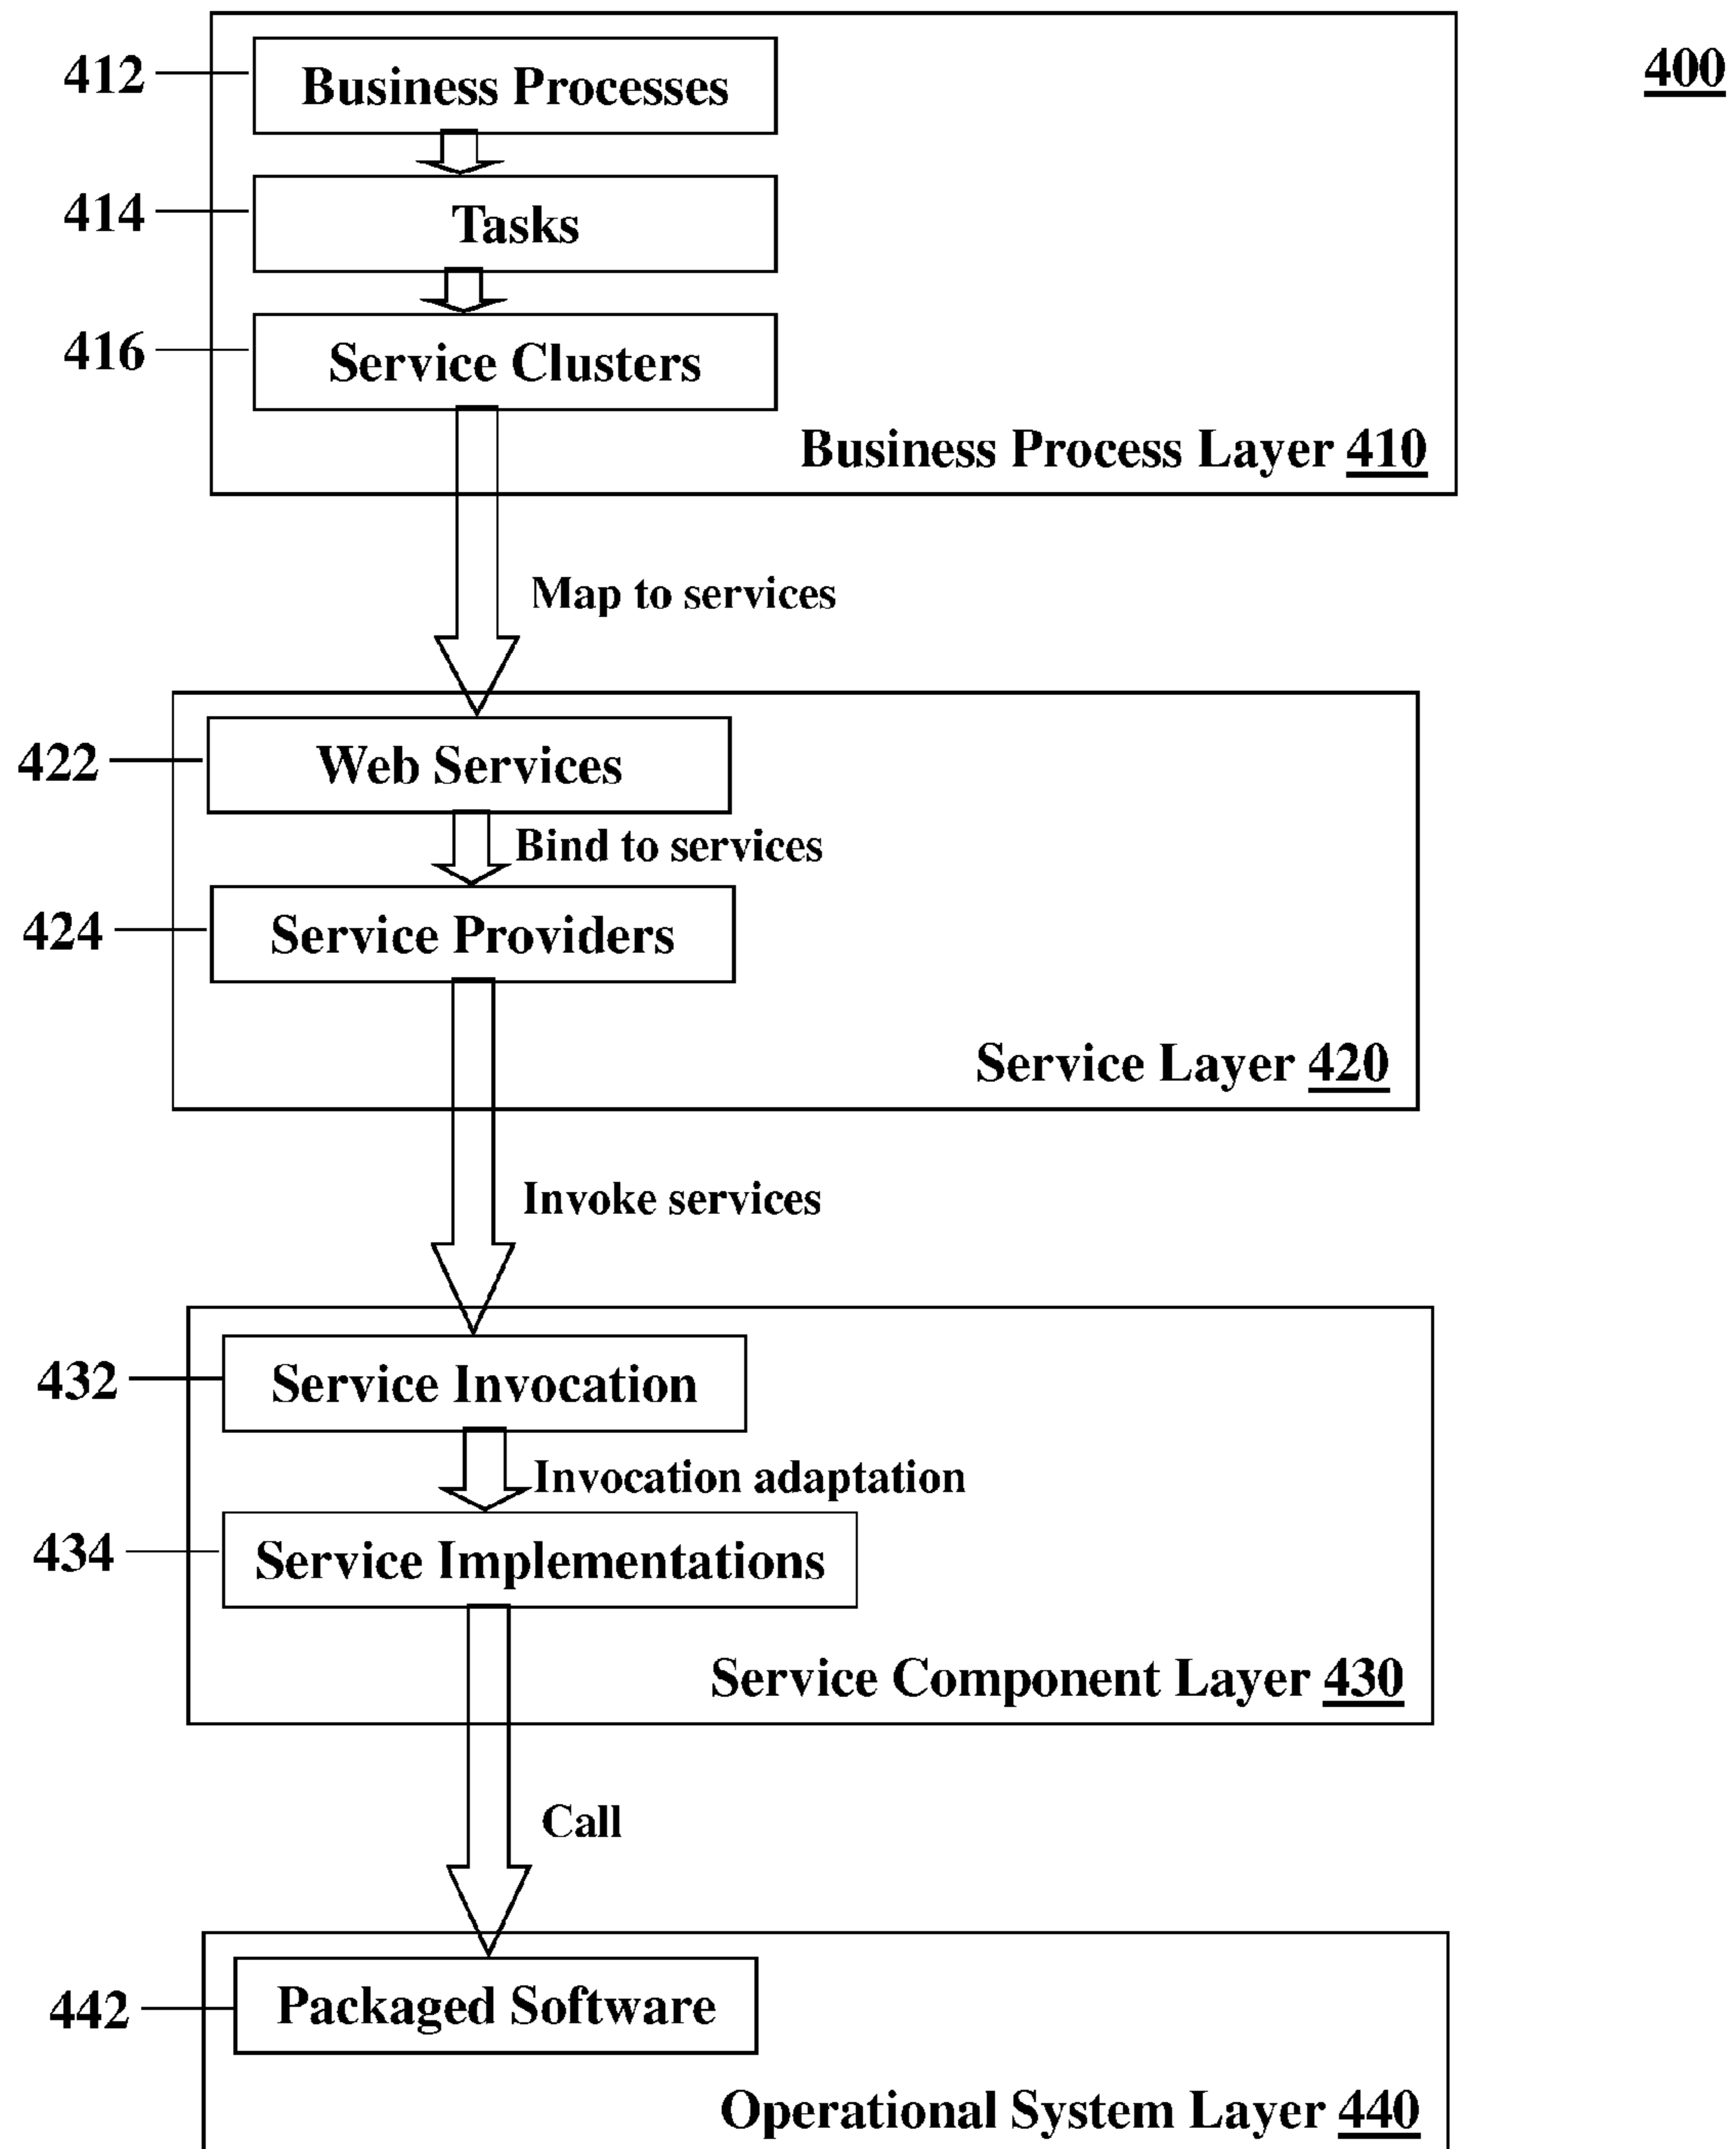 400
412
Business Processes
414
Tasks
416
Service Clusters
Business Process Layer 410
Map to services
422
Web Services
Bind to services
424
Service Providers
Service Layer 420
Invoke services
432
Service Invocation
Invocation adaptation
434
Service Implementations
Service Component Layer 430
Call
442
Packaged Software
Operational System Layer 440